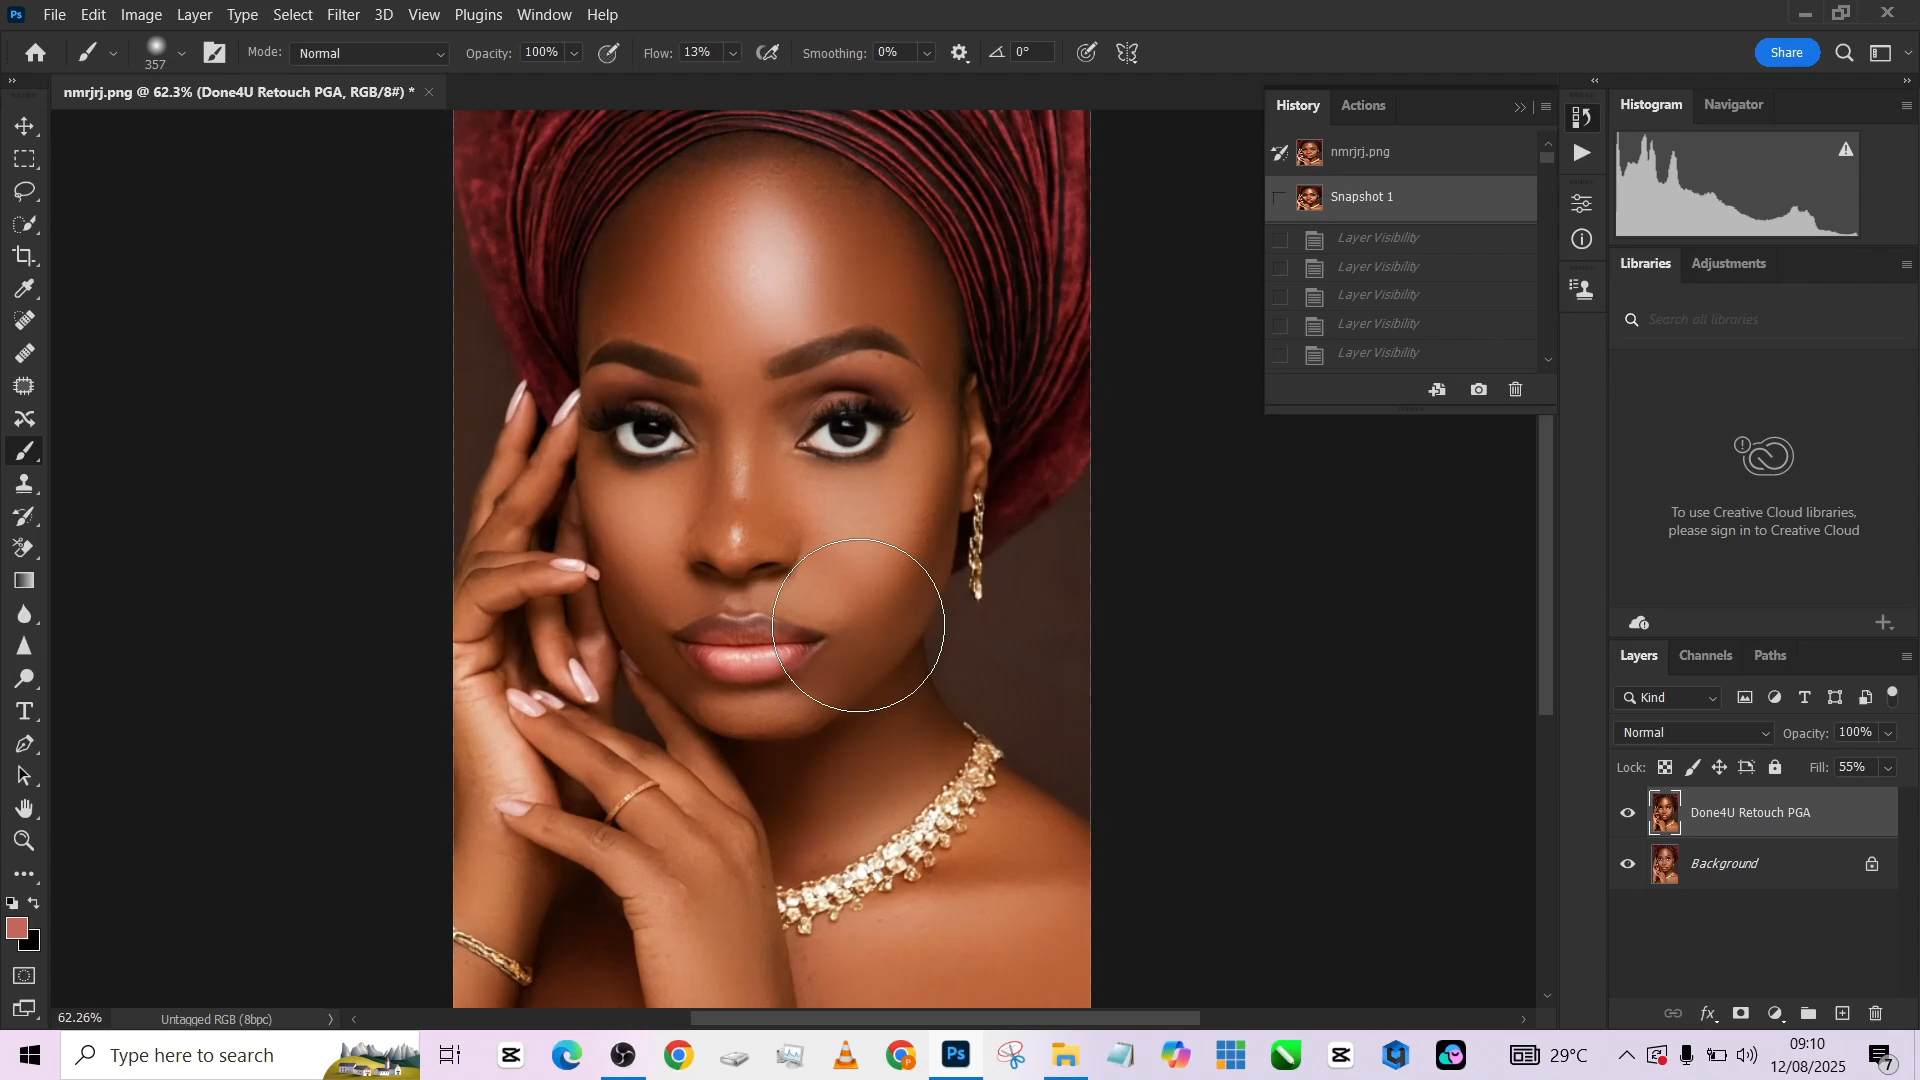 Ps File Edit Image Layer Type Select Filter 3D View Plugins Window Help
357 Mode: Normal Opacity: 100% Flow: 13% Smoothing: 0% 0° Share
nmrjrj.png @ 62.3% (Done4U Retouch PGA, RGB/8#) *
History Actions
nmrjrj.png
Snapshot 1
Layer Visibility
Layer Visibility
Layer Visibility
Layer Visibility
Layer Visibility
Histogram Navigator
Libraries Adjustments
Search all libraries
To use Creative Cloud libraries,
please sign in to Creative Cloud
Layers Channels Paths
Kind
Normal Opacity: 100%
Lock: Fill: 55%
Done4U Retouch PGA
Background
62.26% Untagged RGB (8bpc)
Type here to search
Ps
29°C
09:10
12/08/2025
7